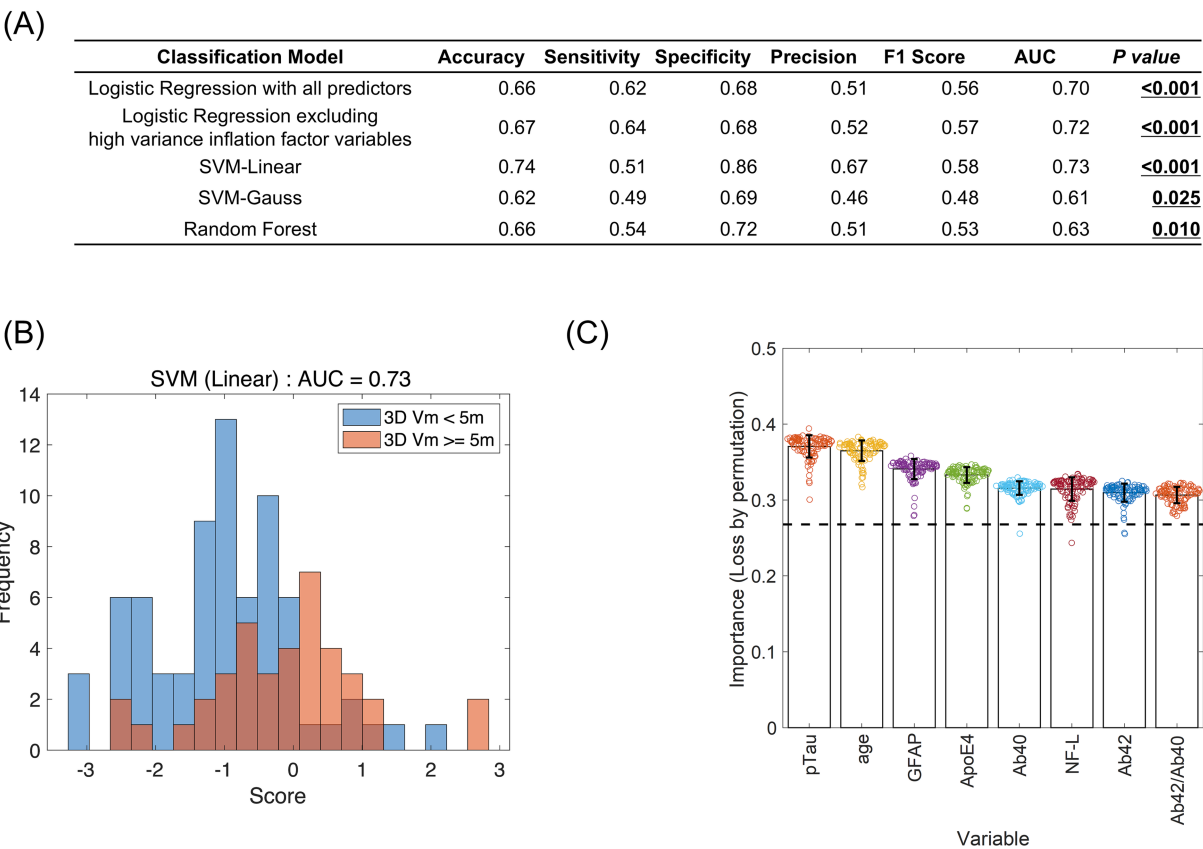 (A)
Classification Model Accuracy Sensitivity Specificity Precision F1 Score AUC P value
Logistic Regression with all predictors 0.66 0.62 0.68 0.51 0.56 0.70 <0.001
Logistic Regression excluding
high variance inflation factor variables 0.67 0.64 0.68 0.52 0.57 0.72 <0.001
SVM-Linear 0.74 0.51 0.86 0.67 0.58 0.73 <0.001
SVM-Gauss 0.62 0.49 0.69 0.46 0.48 0.61 0.025
Random Forest 0.66 0.54 0.72 0.51 0.53 0.63 0.010
(B)
SVM (Linear) : AUC = 0.73
3D Vm < 5m
3D Vm >= 5m
Frequency
14
12
10
8
6
4
2
0
-3 -2 -1 0 1 2 3
Score
(C)
Importance (Loss by permutation)
0.5
0.4
0.3
0.2
0.1
0
pTau
age
GFAP
ApoE4
Ab40
NF-L
Ab42
Ab42/Ab40
Variable